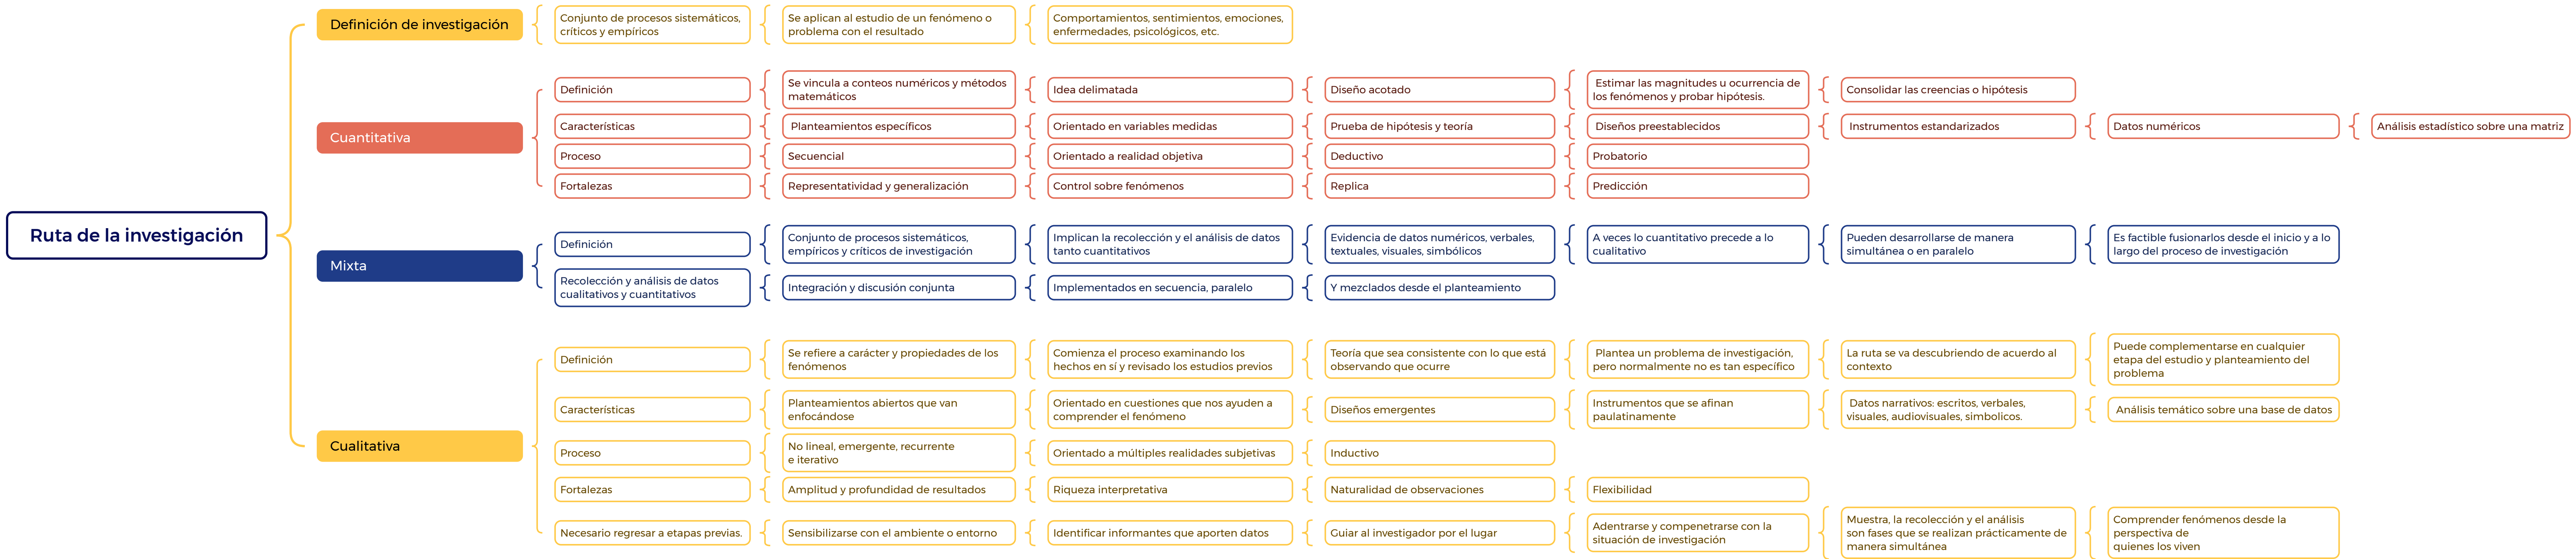 Ruta de la investigación
Definición de investigación
Conjunto de procesos sistemáticos,
críticos y empíricos
Se aplican al estudio de un fenómeno o
problema con el resultado
Comportamientos, sentimientos, emociones,
enfermedades, psicológicos, etc.
Cuantitativa
Definición
Se vincula a conteos numéricos y métodos
matemáticos
Idea delimatada
Diseño acotado
Estimar las magnitudes u ocurrencia de
los fenómenos y probar hipótesis.
Consolidar las creencias o hipótesis
Características
Planteamientos específicos
Orientado en variables medidas
Prueba de hipótesis y teoría
Diseños preestablecidos
Instrumentos estandarizados
Datos numéricos
Análisis estadístico sobre una matriz
Proceso
Secuencial
Orientado a realidad objetiva
Deductivo
Probatorio
Fortalezas
Representatividad y generalización
Control sobre fenómenos
Replica
Predicción
Mixta
Definición
Conjunto de procesos sistemáticos,
empíricos y críticos de investigación
Implican la recolección y el análisis de datos
tanto cuantitativos
Evidencia de datos numéricos, verbales,
textuales, visuales, simbólicos
A veces lo cuantitativo precede a lo
cualitativo
Pueden desarrollarse de manera
simultánea o en paralelo
Es factible fusionarlos desde el inicio y a lo
largo del proceso de investigación
Recolección y análisis de datos
cualitativos y cuantitativos
Integración y discusión conjunta
Implementados en secuencia, paralelo
Y mezclados desde el planteamiento
Cualitativa
Definición
Se refiere a carácter y propiedades de los
fenómenos
Comienza el proceso examinando los
hechos en sí y revisado los estudios previos
Teoría que sea consistente con lo que está
observando que ocurre
Plantea un problema de investigación,
pero normalmente no es tan específico
La ruta se va descubriendo de acuerdo al
contexto
Puede complementarse en cualquier
etapa del estudio y planteamiento del
problema
Características
Planteamientos abiertos que van
enfocándose
Orientado en cuestiones que nos ayuden a
comprender el fenómeno
Diseños emergentes
Instrumentos que se afinan
paulatinamente
Datos narrativos: escritos, verbales,
visuales, audiovisuales, simbolicos.
Análisis temático sobre una base de datos
Proceso
No lineal, emergente, recurrente
e iterativo
Orientado a múltiples realidades subjetivas
Inductivo
Fortalezas
Amplitud y profundidad de resultados
Riqueza interpretativa
Naturalidad de observaciones
Flexibilidad
Necesario regresar a etapas previas.
Sensibilizarse con el ambiente o entorno
Identificar informantes que aporten datos
Guiar al investigador por el lugar
Adentrarse y compenetrarse con la
situación de investigación
Muestra, la recolección y el análisis
son fases que se realizan prácticamente de
manera simultánea
Comprender fenómenos desde la
perspectiva de
quienes los viven